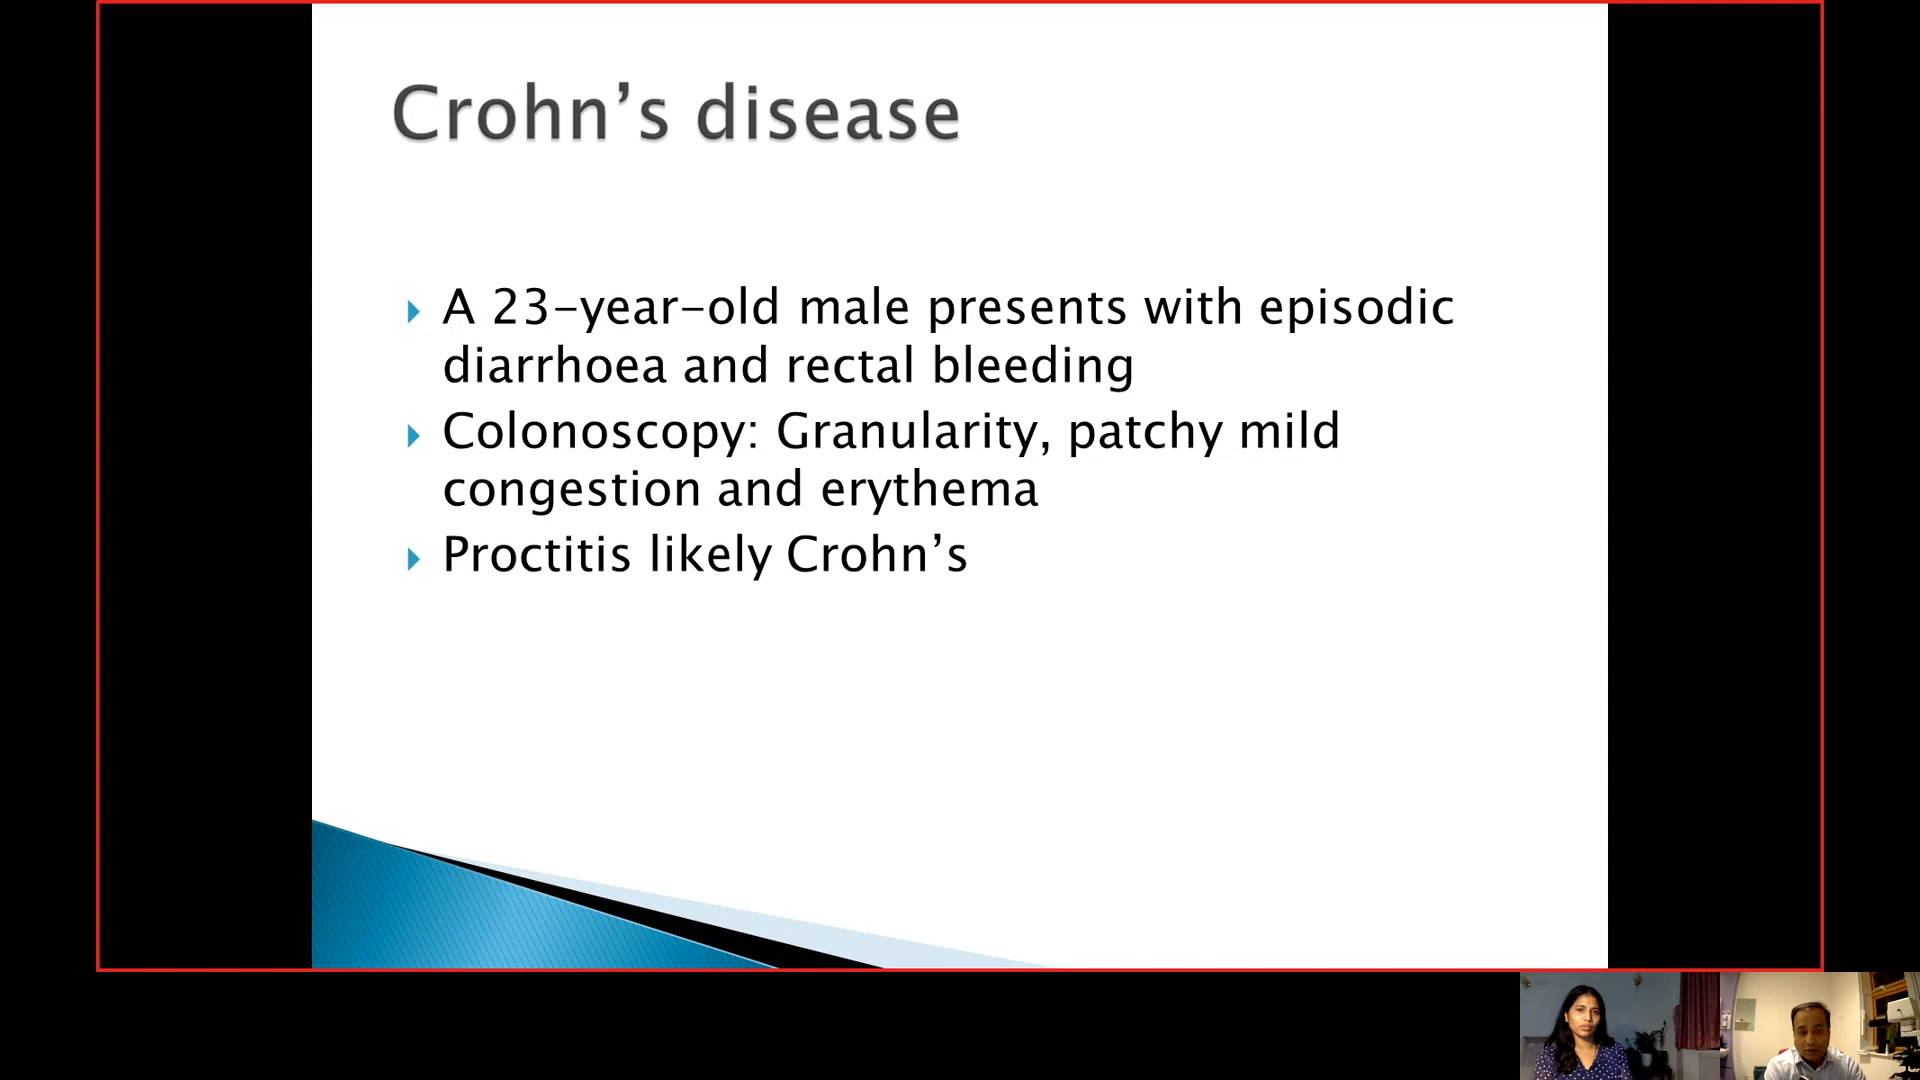 Crohn’s disease
A 23-year-old male presents with episodic
diarrhoea and rectal bleeding
Colonoscopy: Granularity, patchy mild
congestion and erythema
Proctitis likely Crohn’s